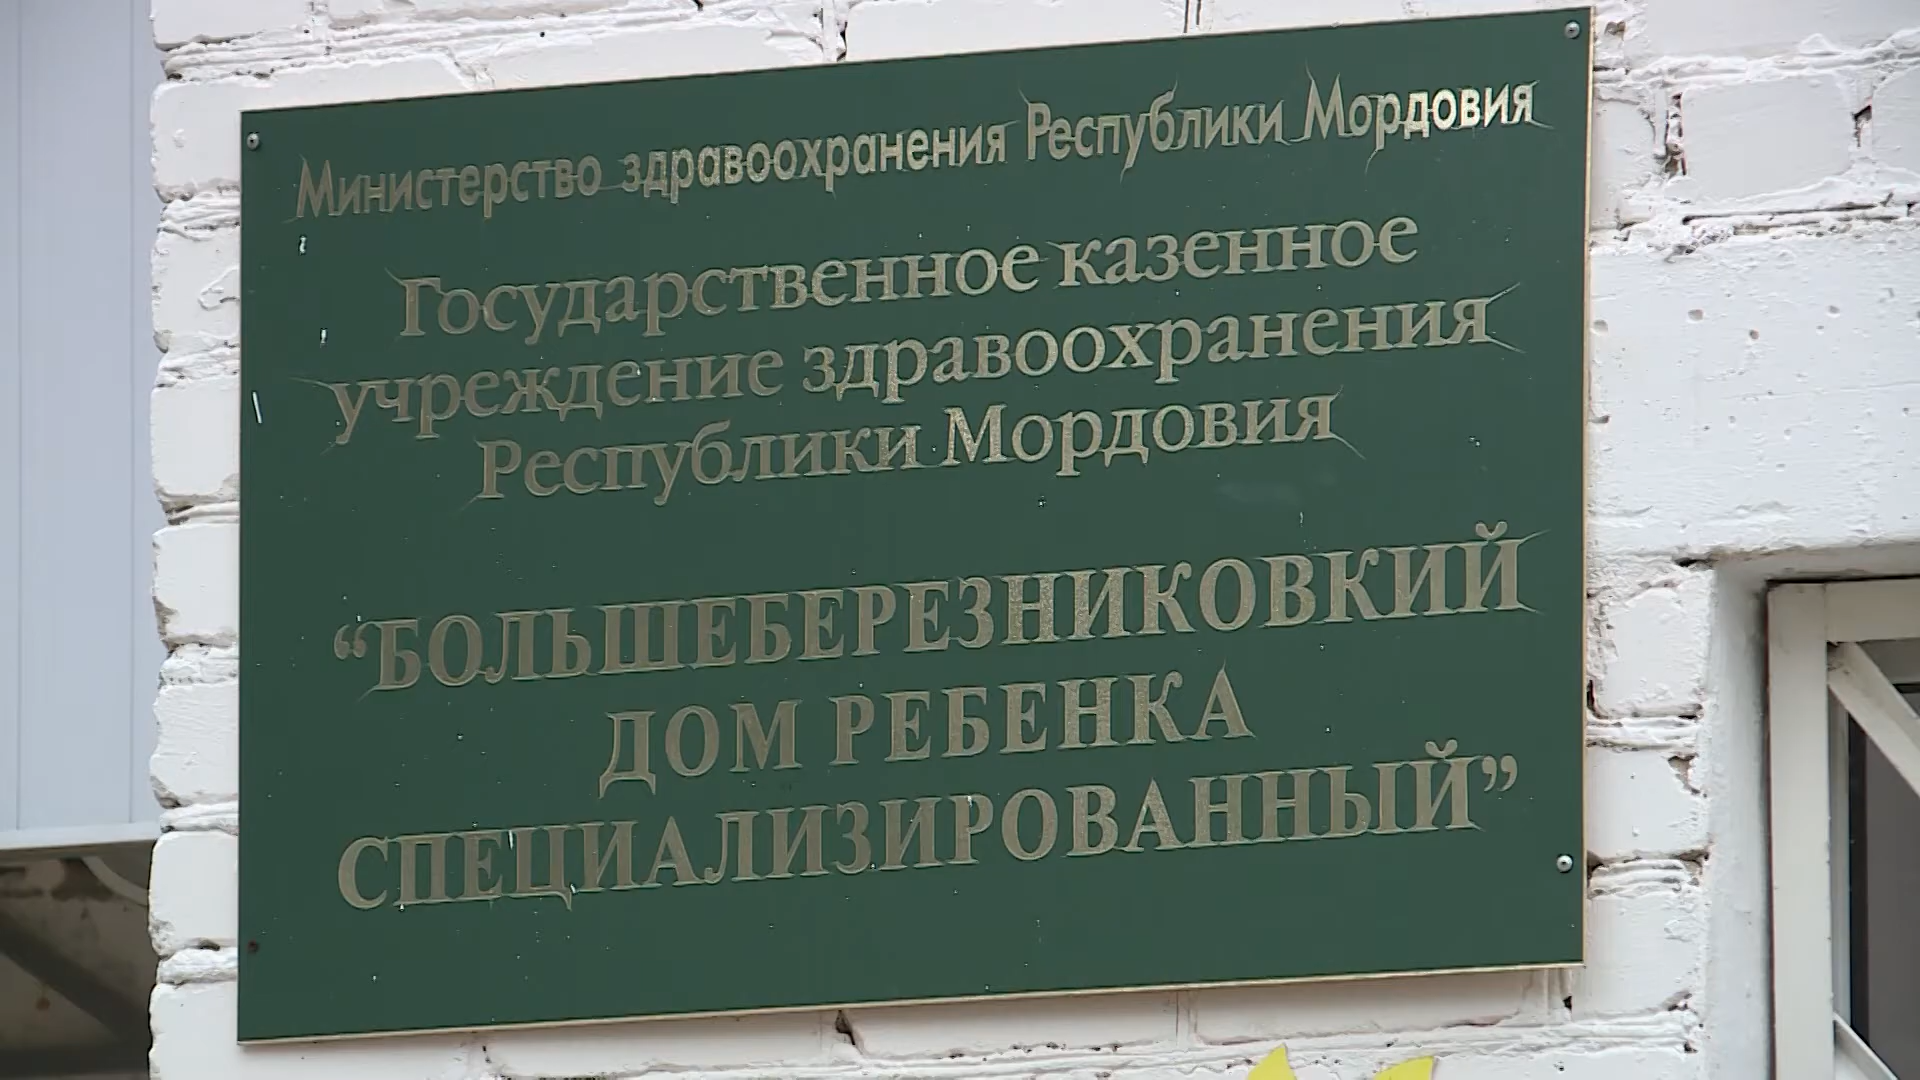 Министерство здравоохранения Республики Мордовия
Государственное казенное
учреждение здравоохранения
Республики Мордовия
“БОЛЬШЕБЕРЕЗНИКОВКИЙ
ДОМ РЕБЕНКА
СПЕЦИАЛИЗИРОВАННЫЙ”